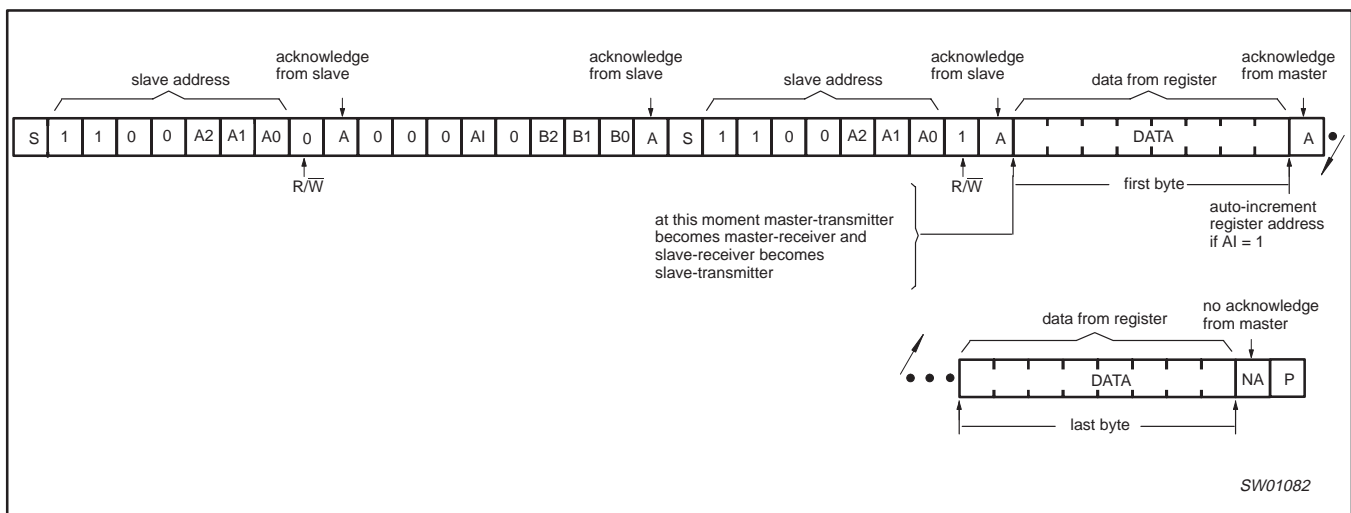 acknowledge
from slave
acknowledge
from slave
acknowledge
from slave
acknowledge
from master
slave address
slave address
data from register
S 1 1 0 0 A2 A1 A0 0 A 0 0 0 AI 0 B2 B1 B0 A S 1 1 0 0 A2 A1 A0 1 A DATA A
R/W̅
R/W̅
first byte
at this moment master-transmitter
becomes master-receiver and
slave-receiver becomes
slave-transmitter
auto-increment
register address
if AI = 1
data from register
no acknowledge
from master
DATA NA P
last byte
SW01082